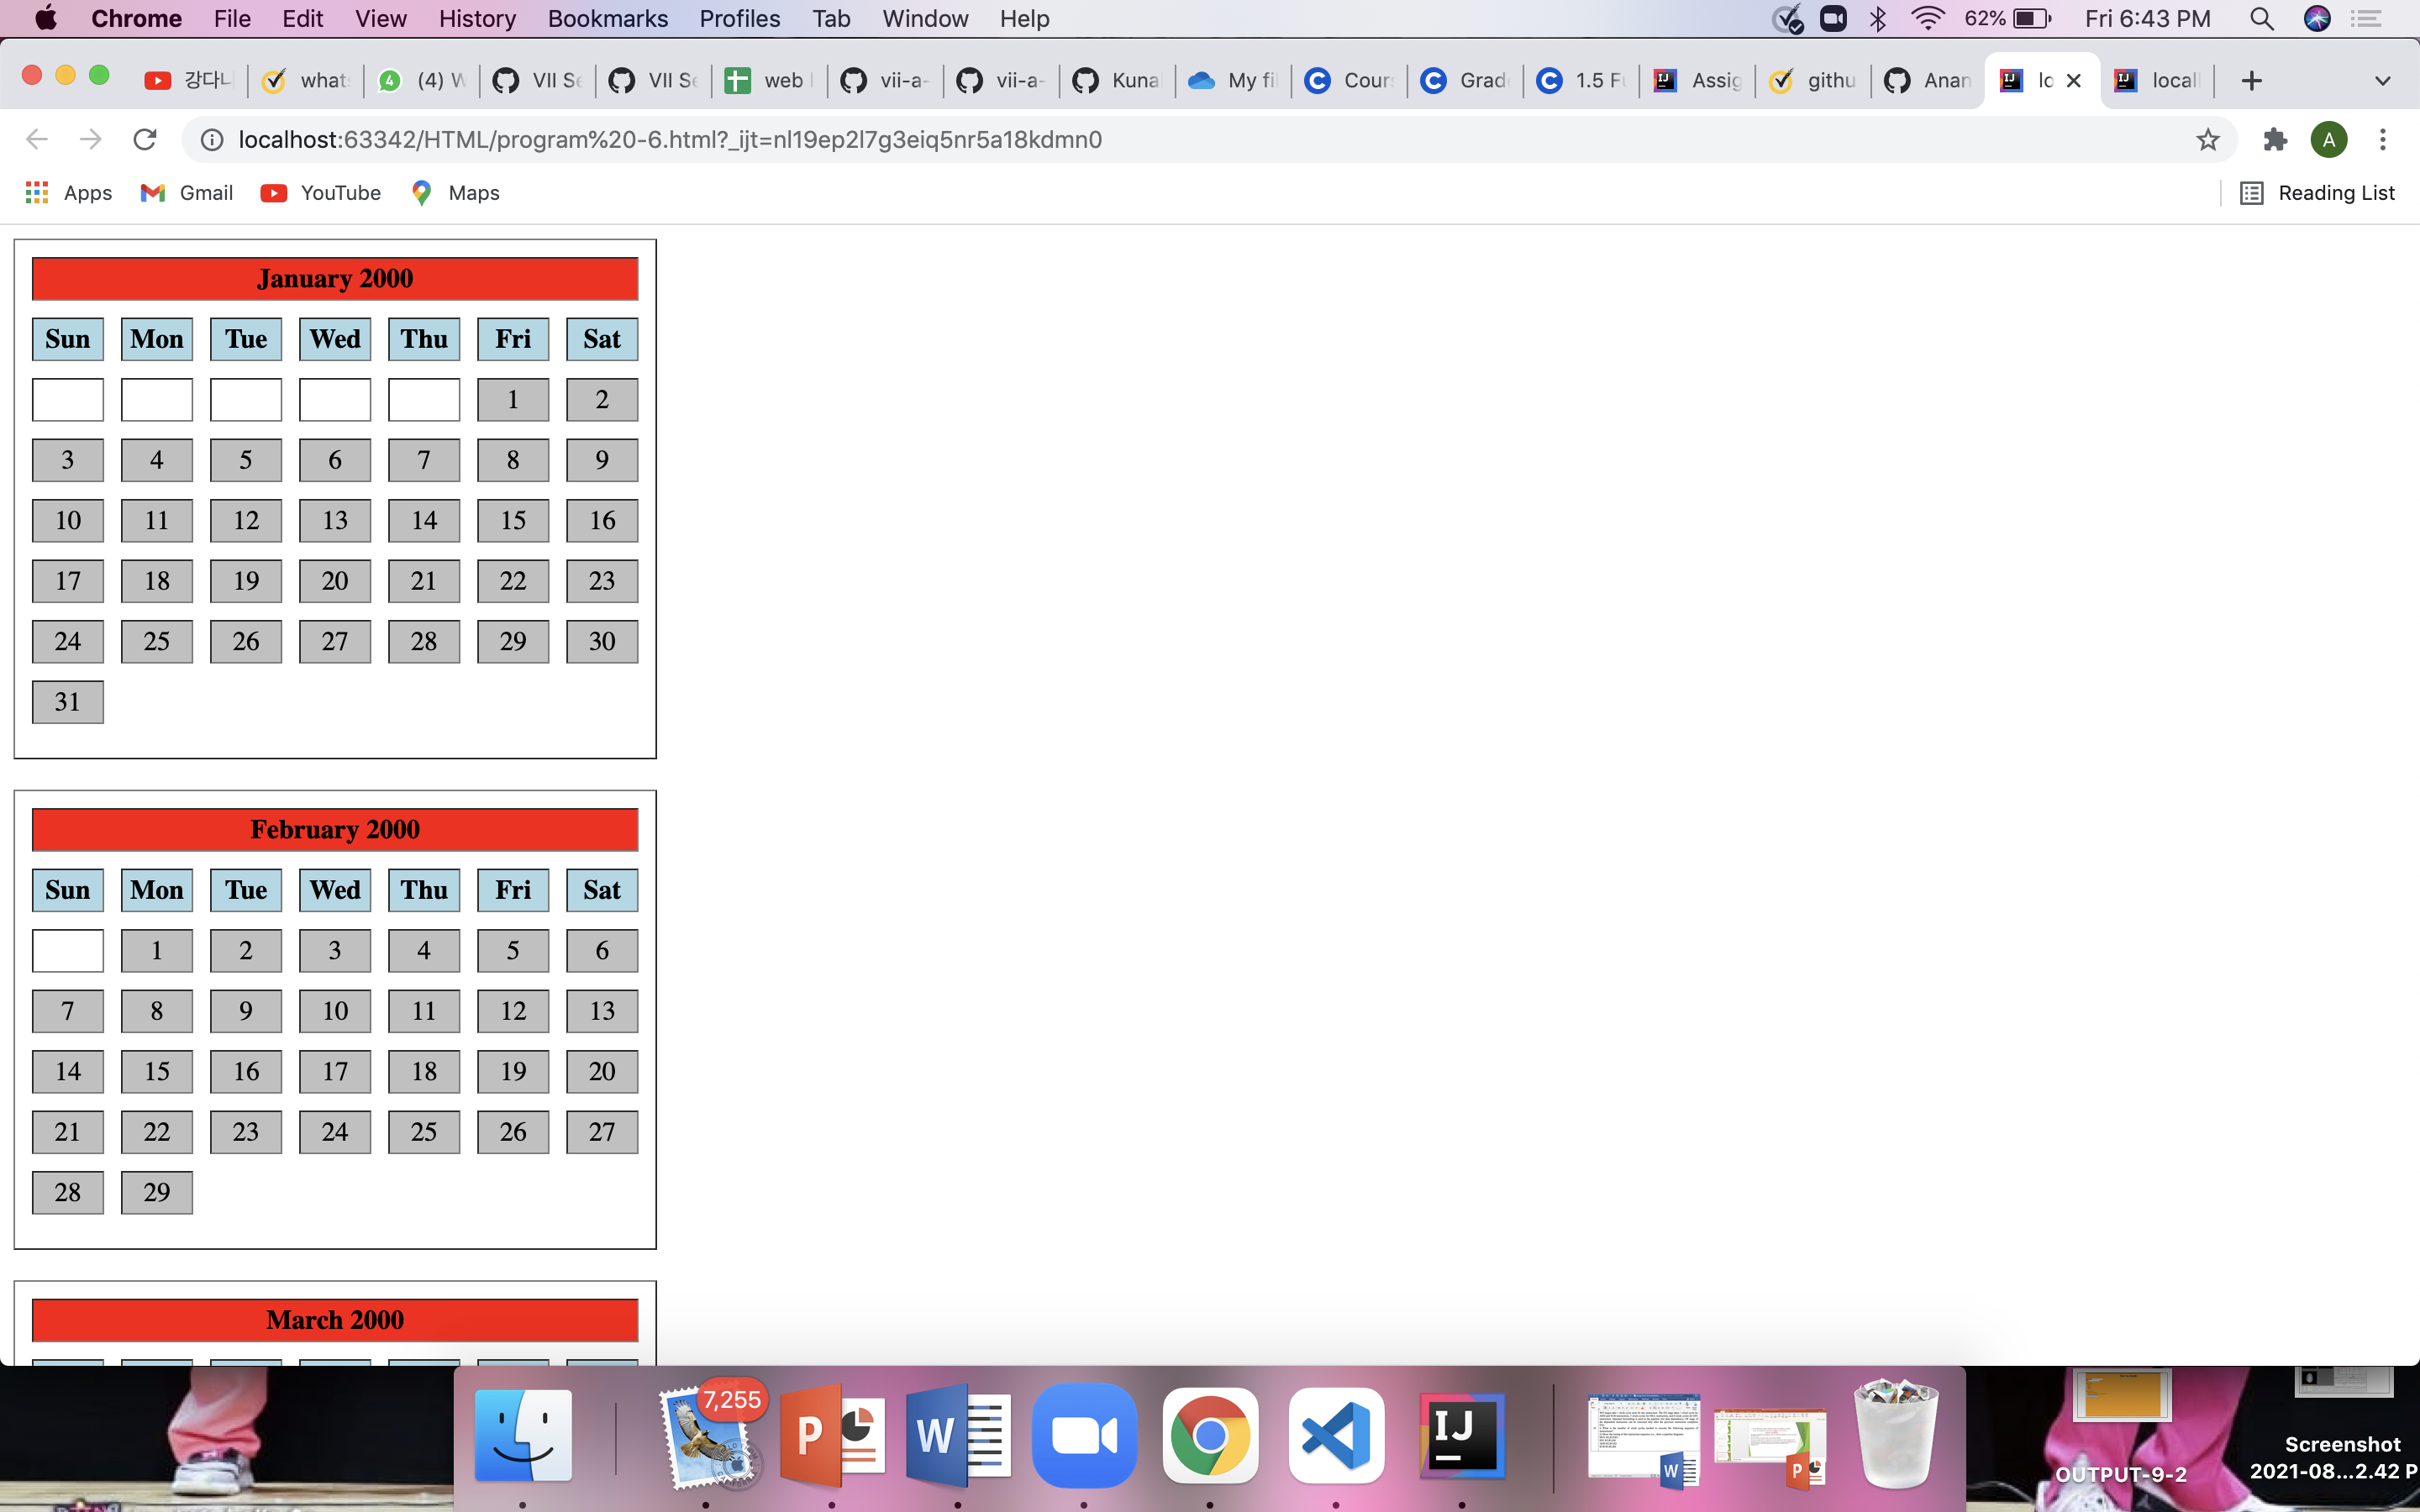 Chrome File Edit View History Bookmarks Profiles Tab Window Help 62% Fri 6:43 PM
강다니 what 4 (4) W VII Se VII Se web vii-a- vii-a- Kuna My fil Cour Grad 1.5 Fu Assig githu Anan lo local
localhost:63342/HTML/program%20-6.html?_ijt=nl19ep2l7g3eiq5nr5a18kdmn0 A
Apps Gmail YouTube Maps Reading List
January 2000
Sun Mon Tue Wed Thu Fri Sat
1 2
3 4 5 6 7 8 9
10 11 12 13 14 15 16
17 18 19 20 21 22 23
24 25 26 27 28 29 30
31
February 2000
Sun Mon Tue Wed Thu Fri Sat
1 2 3 4 5 6
7 8 9 10 11 12 13
14 15 16 17 18 19 20
21 22 23 24 25 26 27
28 29
March 2000
7,255
P W IJ W P
OUTPUT-9-2
Screenshot
2021-08...2.42 P